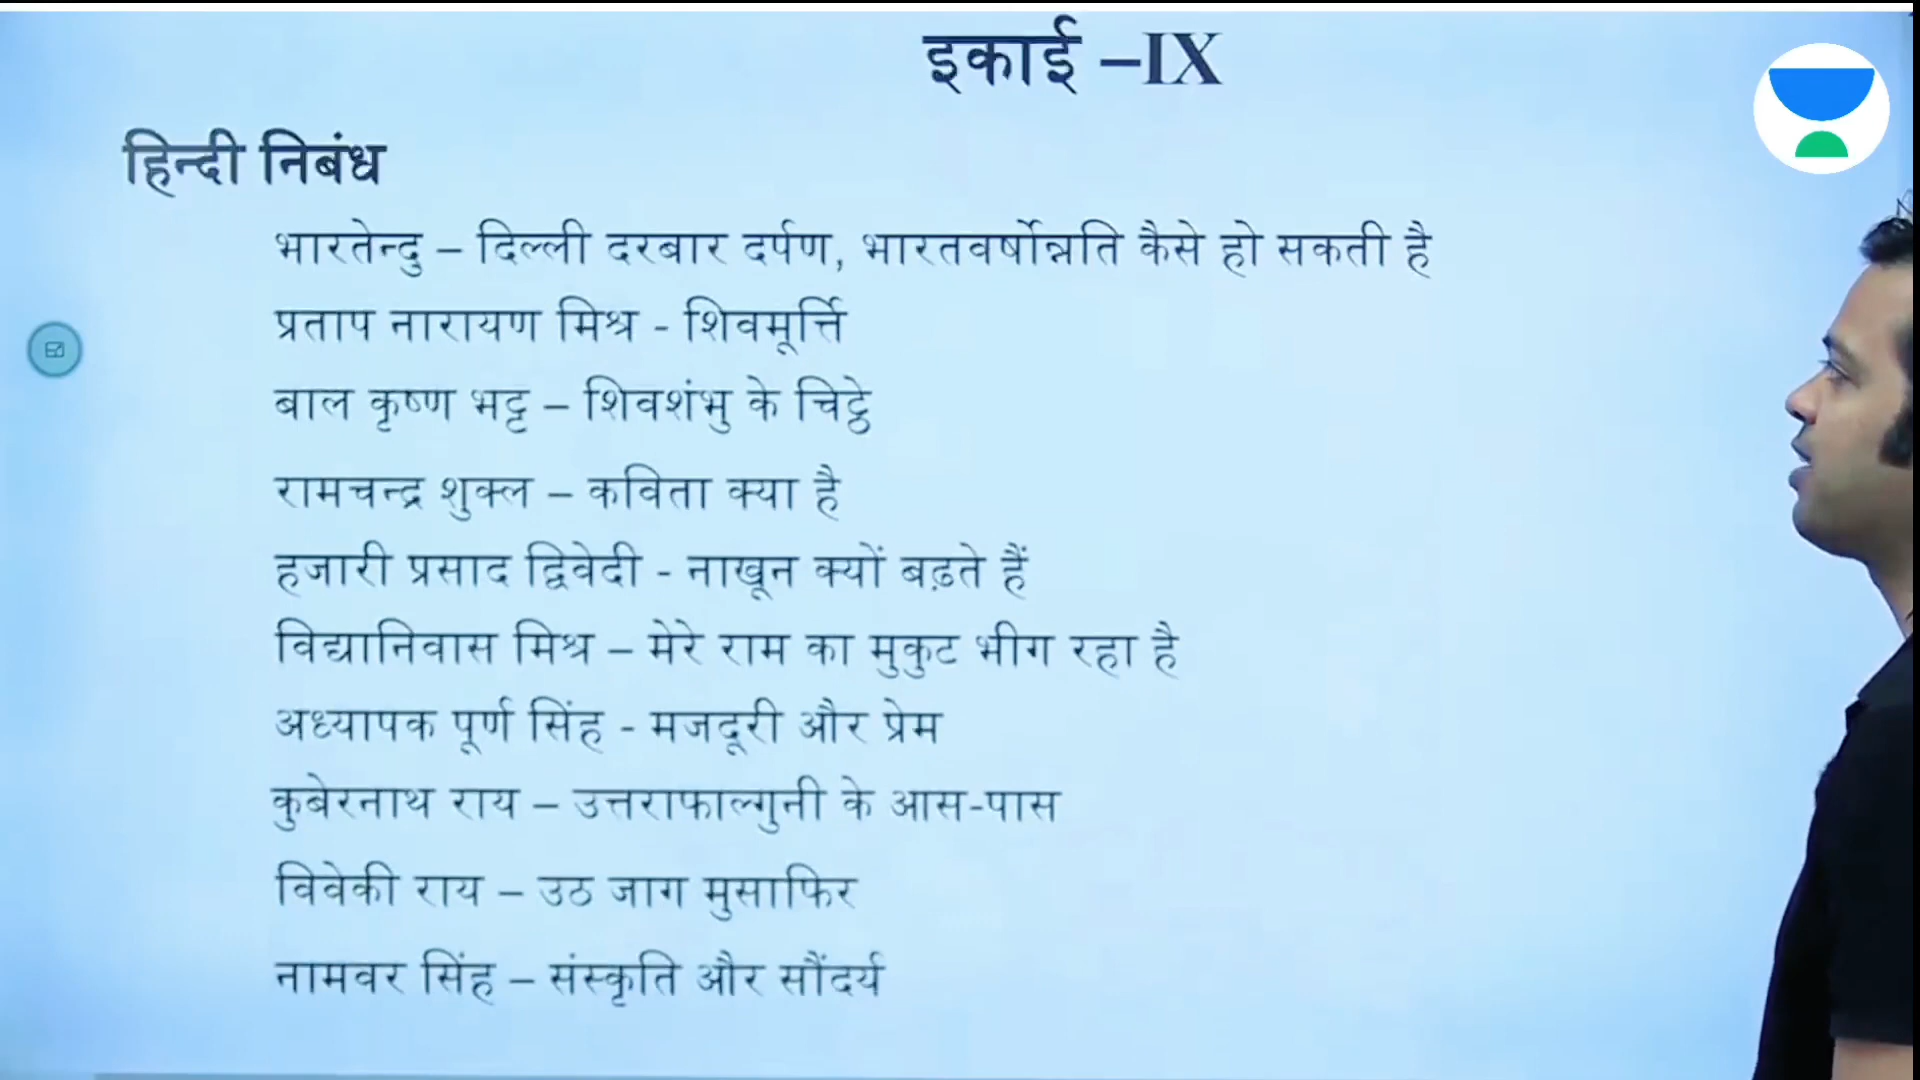 इकाई –IX
हिन्दी निबंध
भारतेन्दु – दिल्ली दरबार दर्पण, भारतवर्षोन्नति कैसे हो सकती है
प्रताप नारायण मिश्र - शिवमूर्त्ति
बाल कृष्ण भट्ट – शिवशंभु के चिट्ठे
रामचन्द्र शुक्ल – कविता क्या है
हजारी प्रसाद द्विवेदी - नाखून क्यों बढ़ते हैं
विद्यानिवास मिश्र – मेरे राम का मुकुट भीग रहा है
अध्यापक पूर्ण सिंह - मजदूरी और प्रेम
कुबेरनाथ राय – उत्तराफाल्गुनी के आस-पास
विवेकी राय – उठ जाग मुसाफिर
नामवर सिंह – संस्कृति और सौंदर्य